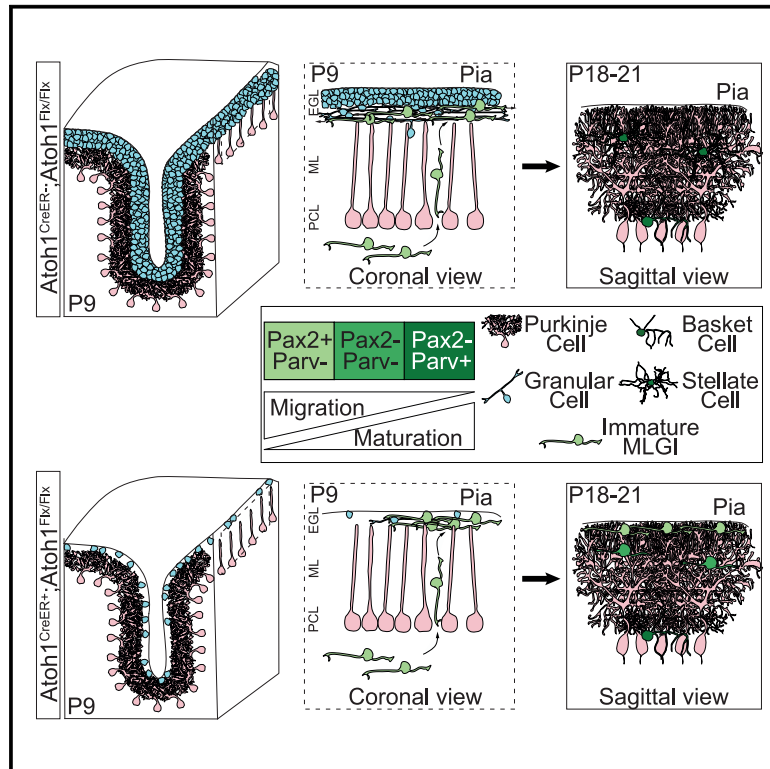 Atoh1CreER-;Atoh1Flx/Flx
P9
P9
Pia
EGL
ML
PCL
Coronal view
P18-21
Pia
Sagittal view
Pax2+
Parv-
Pax2-
Parv-
Pax2-
Parv+
Migration
Maturation
Purkinje
Cell
Basket
Cell
Granular
Cell
Stellate
Cell
Immature
MLGI
Atoh1CreER+;Atoh1Flx/Flx
P9
P9
Pia
EGL
ML
PCL
Coronal view
P18-21
Pia
Sagittal view